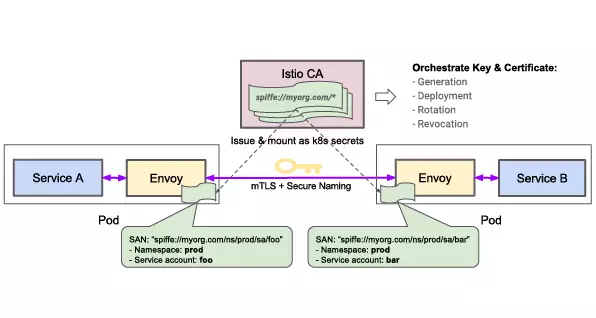 Istio CA
spiffe://myorg.com/*
Orchestrate Key & Certificate:
- Generation
- Deployment
- Rotation
- Revocation
Issue & mount as k8s secrets
Service A
Envoy
mTLS + Secure Naming
Envoy
Service B
Pod
Pod
SAN: "spiffe://myorg.com/ns/prod/sa/foo"
- Namespace: prod
- Service account: foo
SAN: "spiffe://myorg.com/ns/prod/sa/bar"
- Namespace: prod
- Service account: bar